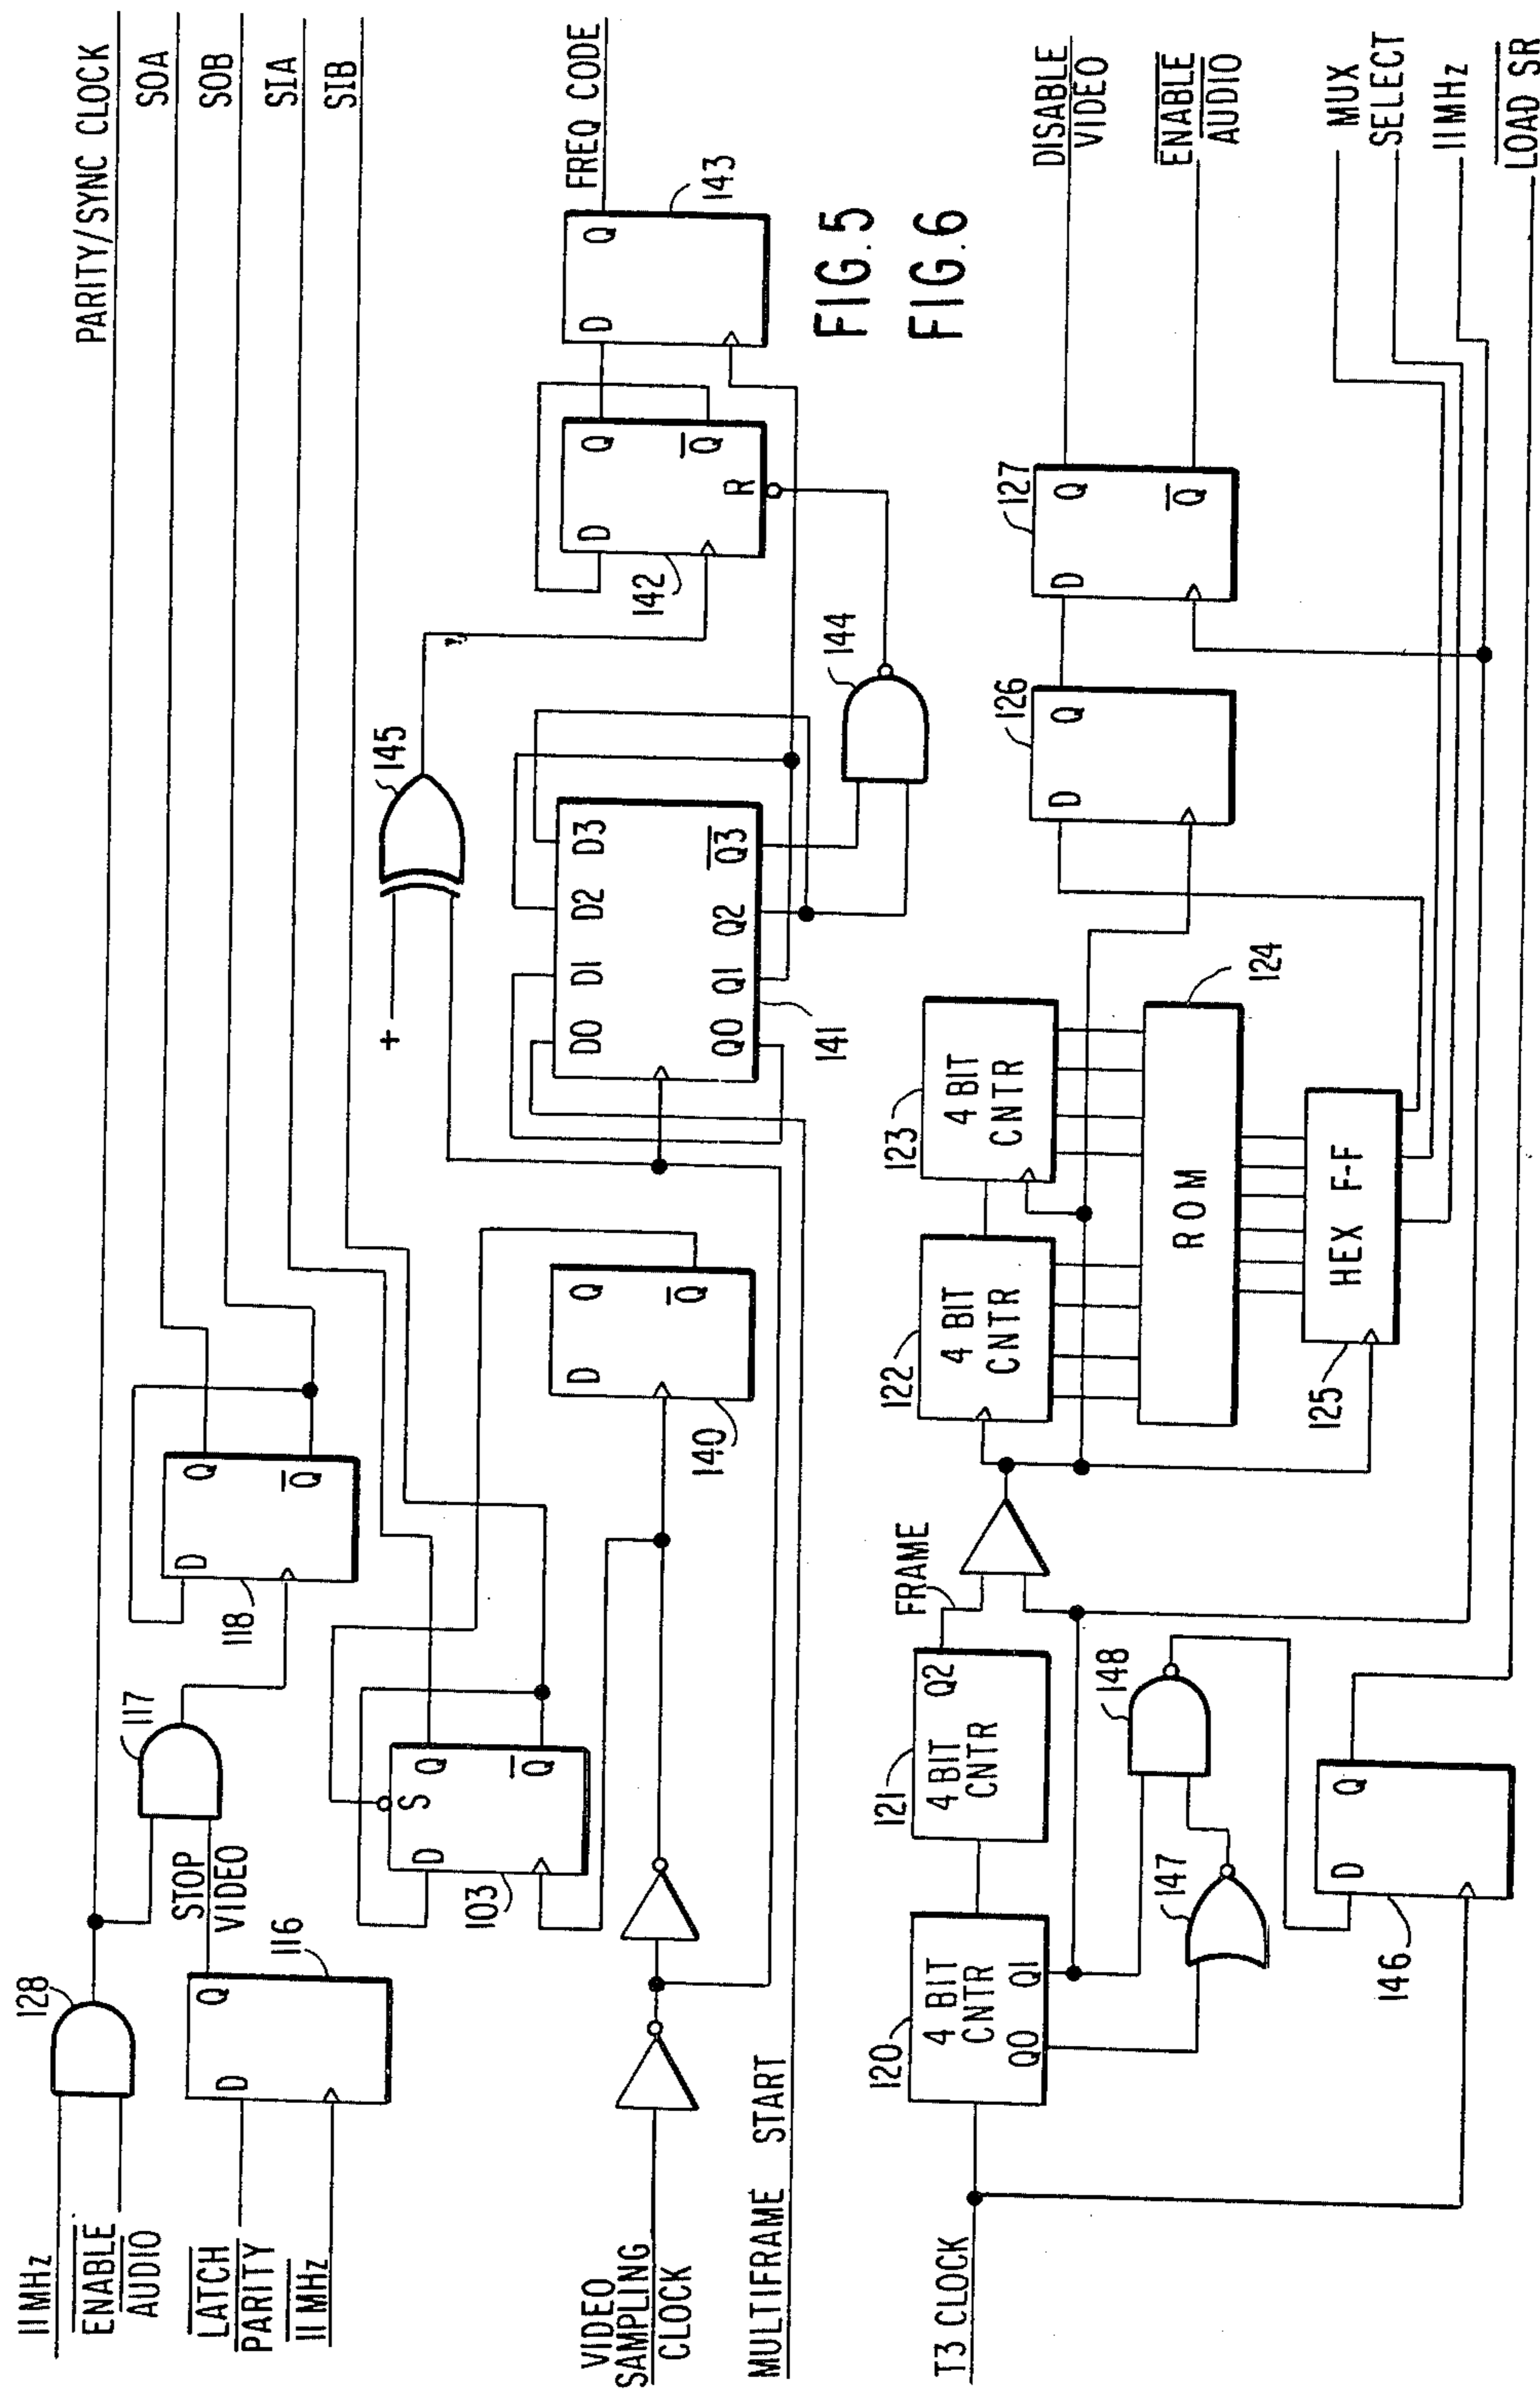 11MHz
ENABLE
AUDIO
128
PARITY/SYNC CLOCK
LATCH
PARITY
11MHz
D
Q
116
STOP
VIDEO
117
D
Q
Q
118
SOA
SOB
SIA
SIB
S
D
Q
Q
103
VIDEO
SAMPLING
CLOCK
MULTIFRAME START
D
Q
Q
140
+
145
D0
D1
D2
D3
Q0
Q1
Q2
Q3
141
144
D
Q
Q
R
142
D
Q
143
FREQ CODE
FIG.5
FIG.6
T3 CLOCK
120
4 BIT
CNTR
Q0
Q1
121
4 BIT
CNTR
Q2
FRAME
147
148
D
Q
146
122
4 BIT
CNTR
123
4 BIT
CNTR
ROM
124
HEX F-F
125
126
D
Q
127
D
Q
Q
DISABLE
VIDEO
ENABLE
AUDIO
MUX
SELECT
11MHz
LOAD SR